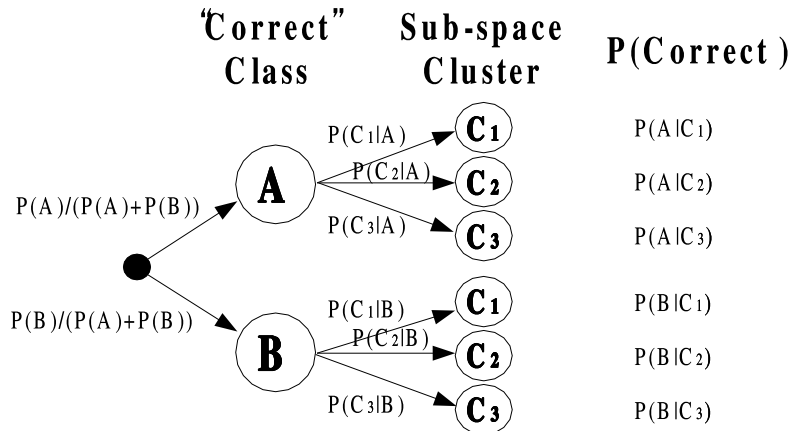 “Correct” Class
Sub-space Cluster
P(Correct )
P(A)/(P(A)+P(B))
P(B)/(P(A)+P(B))
A
P(C1|A)
P(C2|A)
P(C3|A)
C1
C2
C3
P(A|C1)
P(A|C2)
P(A|C3)
B
P(C1|B)
P(C2|B)
P(C3|B)
C1
C2
C3
P(B|C1)
P(B|C2)
P(B|C3)